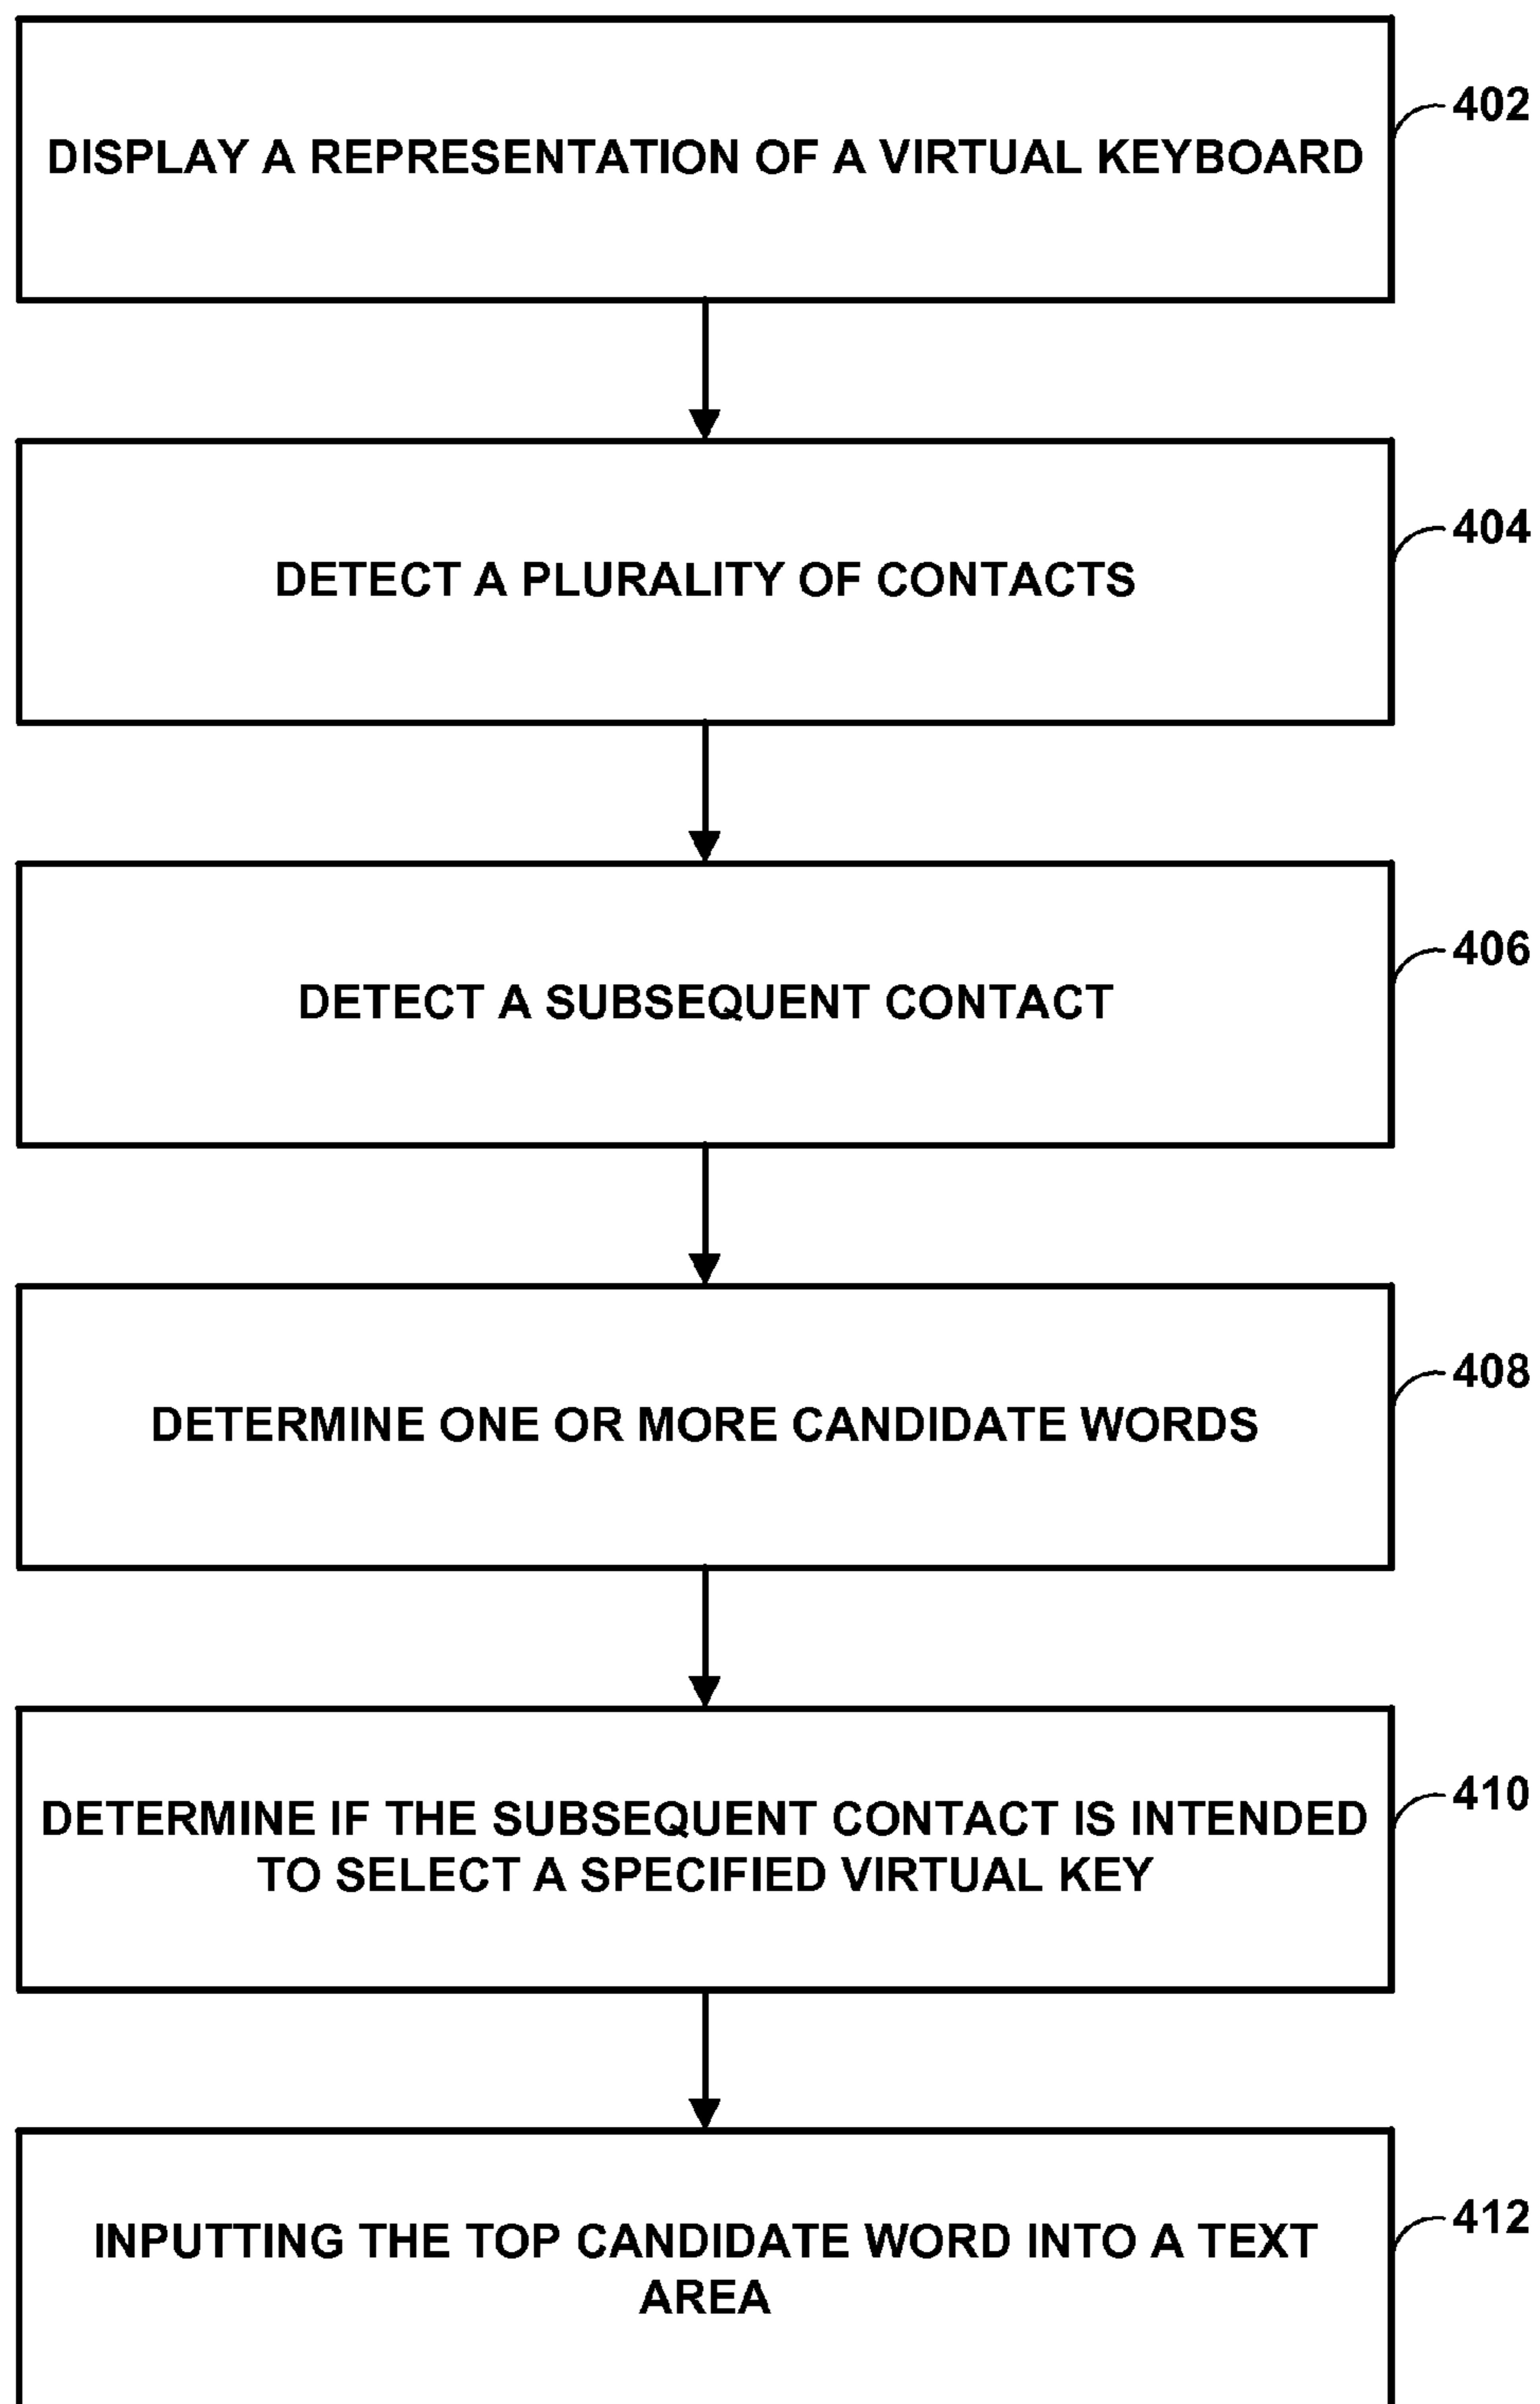 402
DISPLAY A REPRESENTATION OF A VIRTUAL KEYBOARD
404
DETECT A PLURALITY OF CONTACTS
406
DETECT A SUBSEQUENT CONTACT
408
DETERMINE ONE OR MORE CANDIDATE WORDS
410
DETERMINE IF THE SUBSEQUENT CONTACT IS INTENDED
TO SELECT A SPECIFIED VIRTUAL KEY
412
INPUTTING THE TOP CANDIDATE WORD INTO A TEXT
AREA